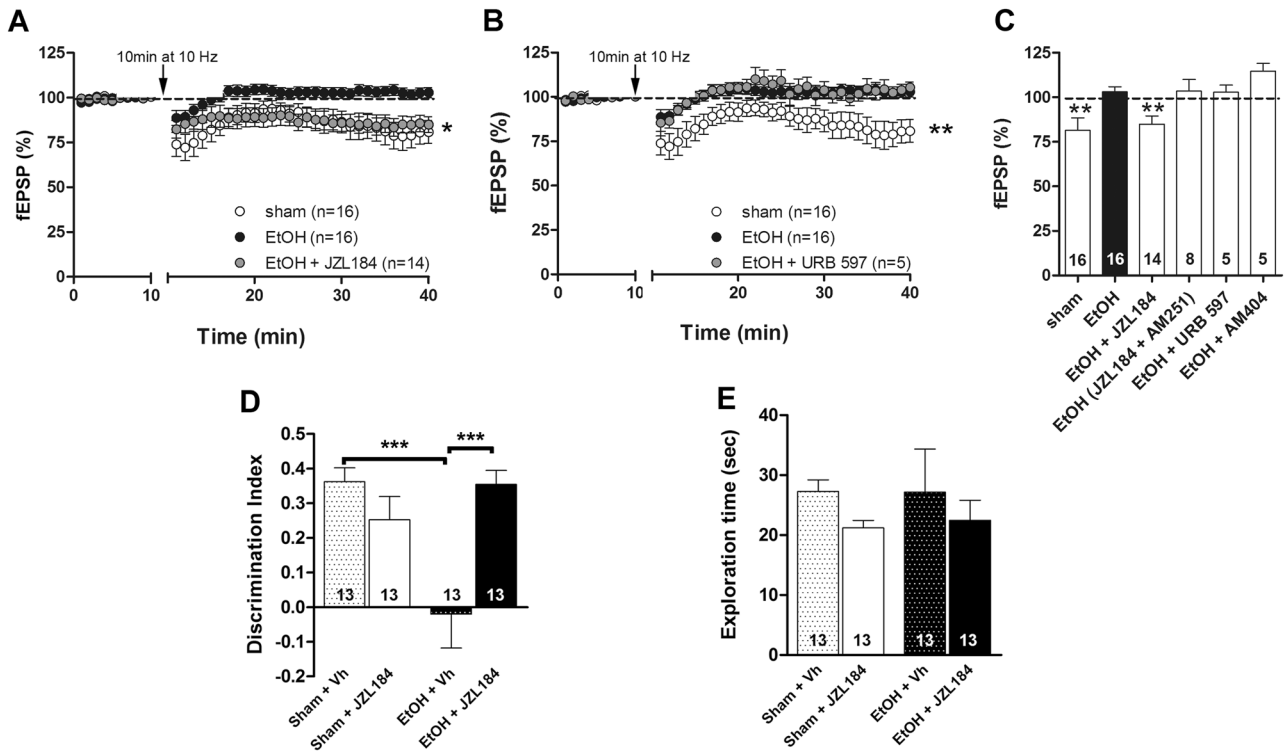 A
10min at 10 Hz
fEPSP (%)
125
100
75
50
25
0
0
10
20
30
40
Time (min)
sham (n=16)
EtOH (n=16)
EtOH + JZL184 (n=14)
*
B
10min at 10 Hz
fEPSP (%)
125
100
75
50
25
0
0
10
20
30
40
Time (min)
sham (n=16)
EtOH (n=16)
EtOH + URB 597 (n=5)
**
C
fEPSP (%)
125
100
75
50
25
0
**
**
16
16
14
8
5
5
sham
EtOH
EtOH + JZL184
EtOH (JZL184 + AM251)
EtOH + URB 597
EtOH + AM404
D
Discrimination Index
0.5
0.4
0.3
0.2
0.1
0.0
-0.1
-0.2
***
***
13
13
13
13
Sham + Vh
Sham + JZL184
EtOH + Vh
EtOH + JZL184
E
Exploration time (sec)
40
30
20
10
0
13
13
13
13
Sham + Vh
Sham + JZL184
EtOH + Vh
EtOH + JZL184